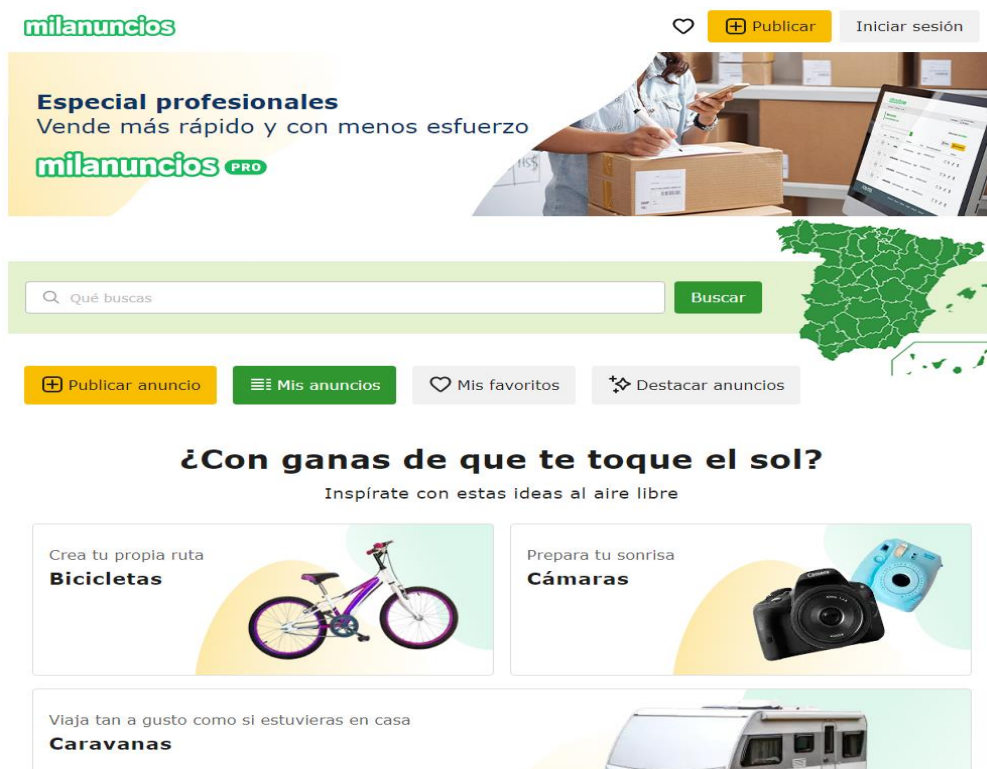 milanuncios
Publicar
Iniciar sesión
Especial profesionales
Vende más rápido y con menos esfuerzo
milanuncios PRO
Qué buscas
Buscar
Publicar anuncio
Mis anuncios
Mis favoritos
Destacar anuncios
¿Con ganas de que te toque el sol?
Inspírate con estas ideas al aire libre
Crea tu propia ruta
Bicicletas
Prepara tu sonrisa
Cámaras
Canon
Viaja tan a gusto como si estuvieras en casa
Caravanas